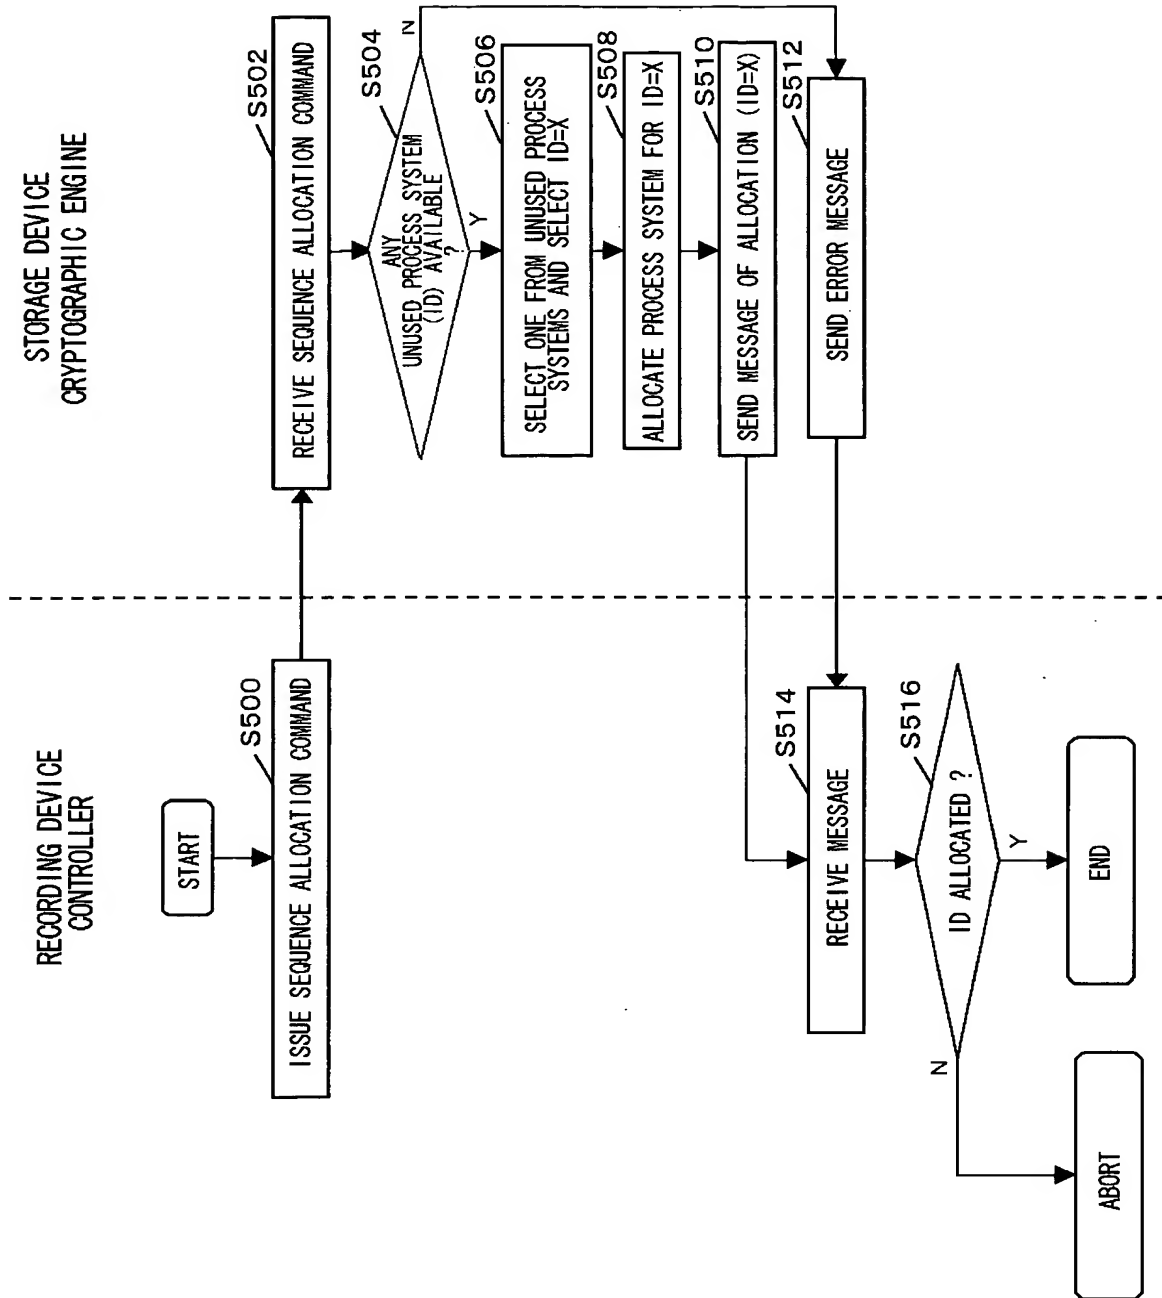 RECORDING DEVICE
CONTROLLER
STORAGE DEVICE
CRYPTOGRAPHIC ENGINE
START
S500
ISSUE SEQUENCE ALLOCATION COMMAND
S502
RECEIVE SEQUENCE ALLOCATION COMMAND
S504
ANY
UNUSED PROCESS SYSTEM
(ID) AVAILABLE
?
N
Y
S506
SELECT ONE FROM UNUSED PROCESS
SYSTEMS AND SELECT ID=X
S508
ALLOCATE PROCESS SYSTEM FOR ID=X
S510
SEND MESSAGE OF ALLOCATION (ID=X)
S512
SEND ERROR MESSAGE
S514
RECEIVE MESSAGE
S516
ID ALLOCATED ?
N
Y
ABORT
END